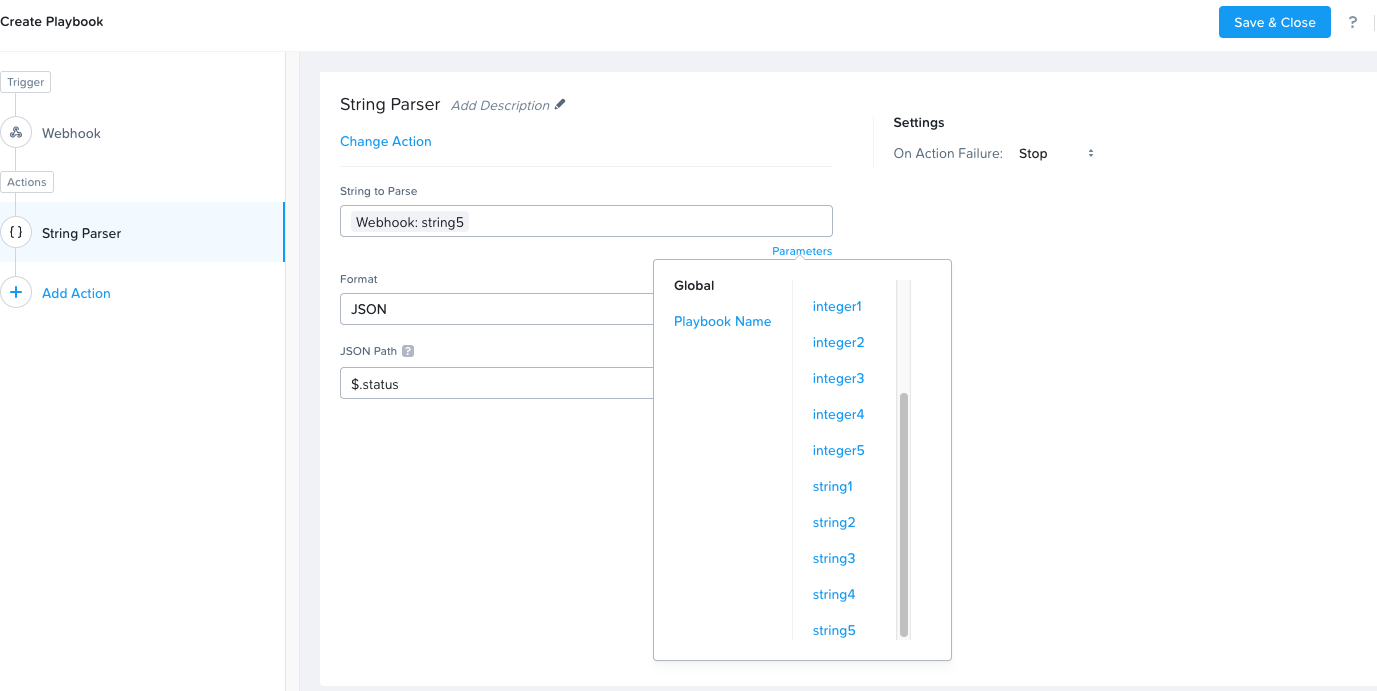 Create Playbook
Save & Close
?
Trigger
Webhook
Actions
{ }
String Parser
+
Add Action
String Parser
Add Description
Change Action
Settings
On Action Failure:
Stop
String to Parse
Webhook: string5
Parameters
Format
JSON
JSON Path
?
$.status
Global
Playbook Name
integer1
integer2
integer3
integer4
integer5
string1
string2
string3
string4
string5